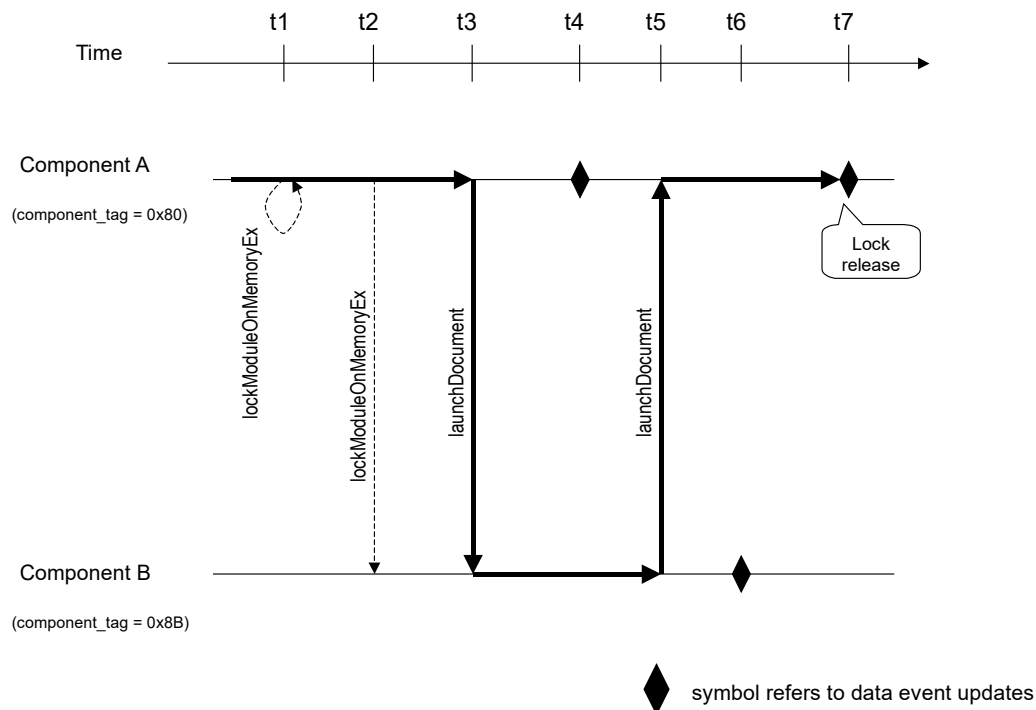 t1 t2 t3 t4 t5 t6 t7
Time
Component A
(component_tag = 0x80)
Lock
release
lockModuleOnMemoryEx
lockModuleOnMemoryEx
launchDocument
launchDocument
Component B
(component_tag = 0x8B)
symbol refers to data event updates